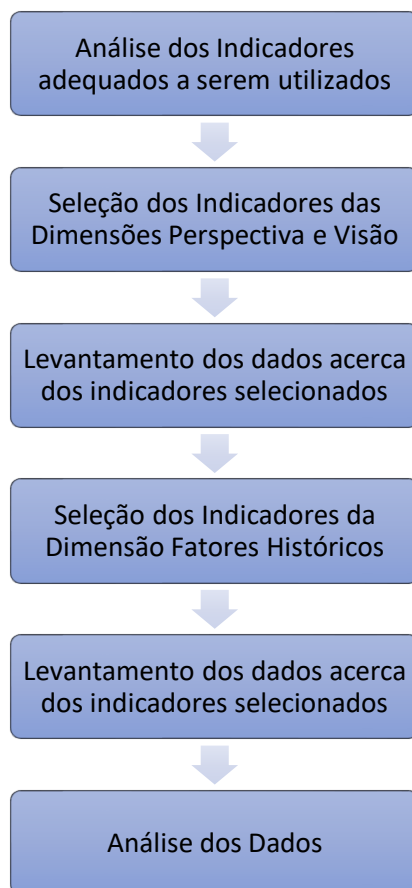 Análise dos Indicadores
adequados a serem utilizados
Seleção dos Indicadores das
Dimensões Perspectiva e Visão
Levantamento dos dados acerca
dos indicadores selecionados
Seleção dos Indicadores da
Dimensão Fatores Históricos
Levantamento dos dados acerca
dos indicadores selecionados
Análise dos Dados